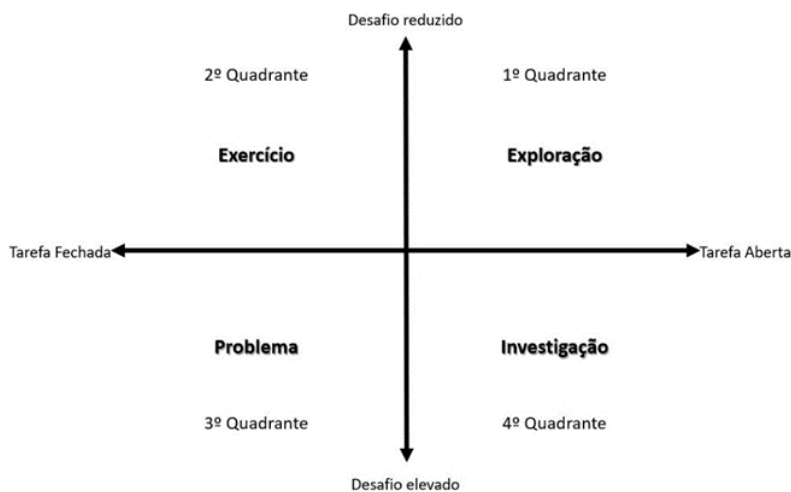 Desafio reduzido
2º Quadrante
1º Quadrante
Exercício
Exploração
Tarefa Fechada
Tarefa Aberta
Problema
Investigação
3º Quadrante
4º Quadrante
Desafio elevado